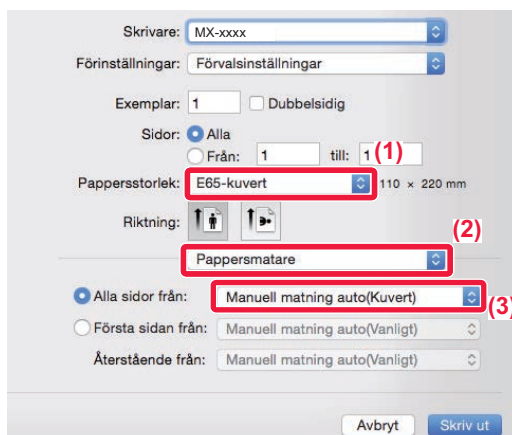 Skrivare: MX-xxxx
Förinställningar: Förvalsinställningar
Exemplar: 1 Dubbelsidig
Sidor: Alla
Från: 1 till: 1 (1)
Pappersstorlek: E65-kuvert 110 × 220 mm
Riktning:
(2)
Pappersmatare
Alla sidor från: Manuell matning auto(Kuvert)
(3)
Första sidan från: Manuell matning auto(Vanligt)
Återstående från: Manuell matning auto(Vanligt)
Avbryt Skriv ut